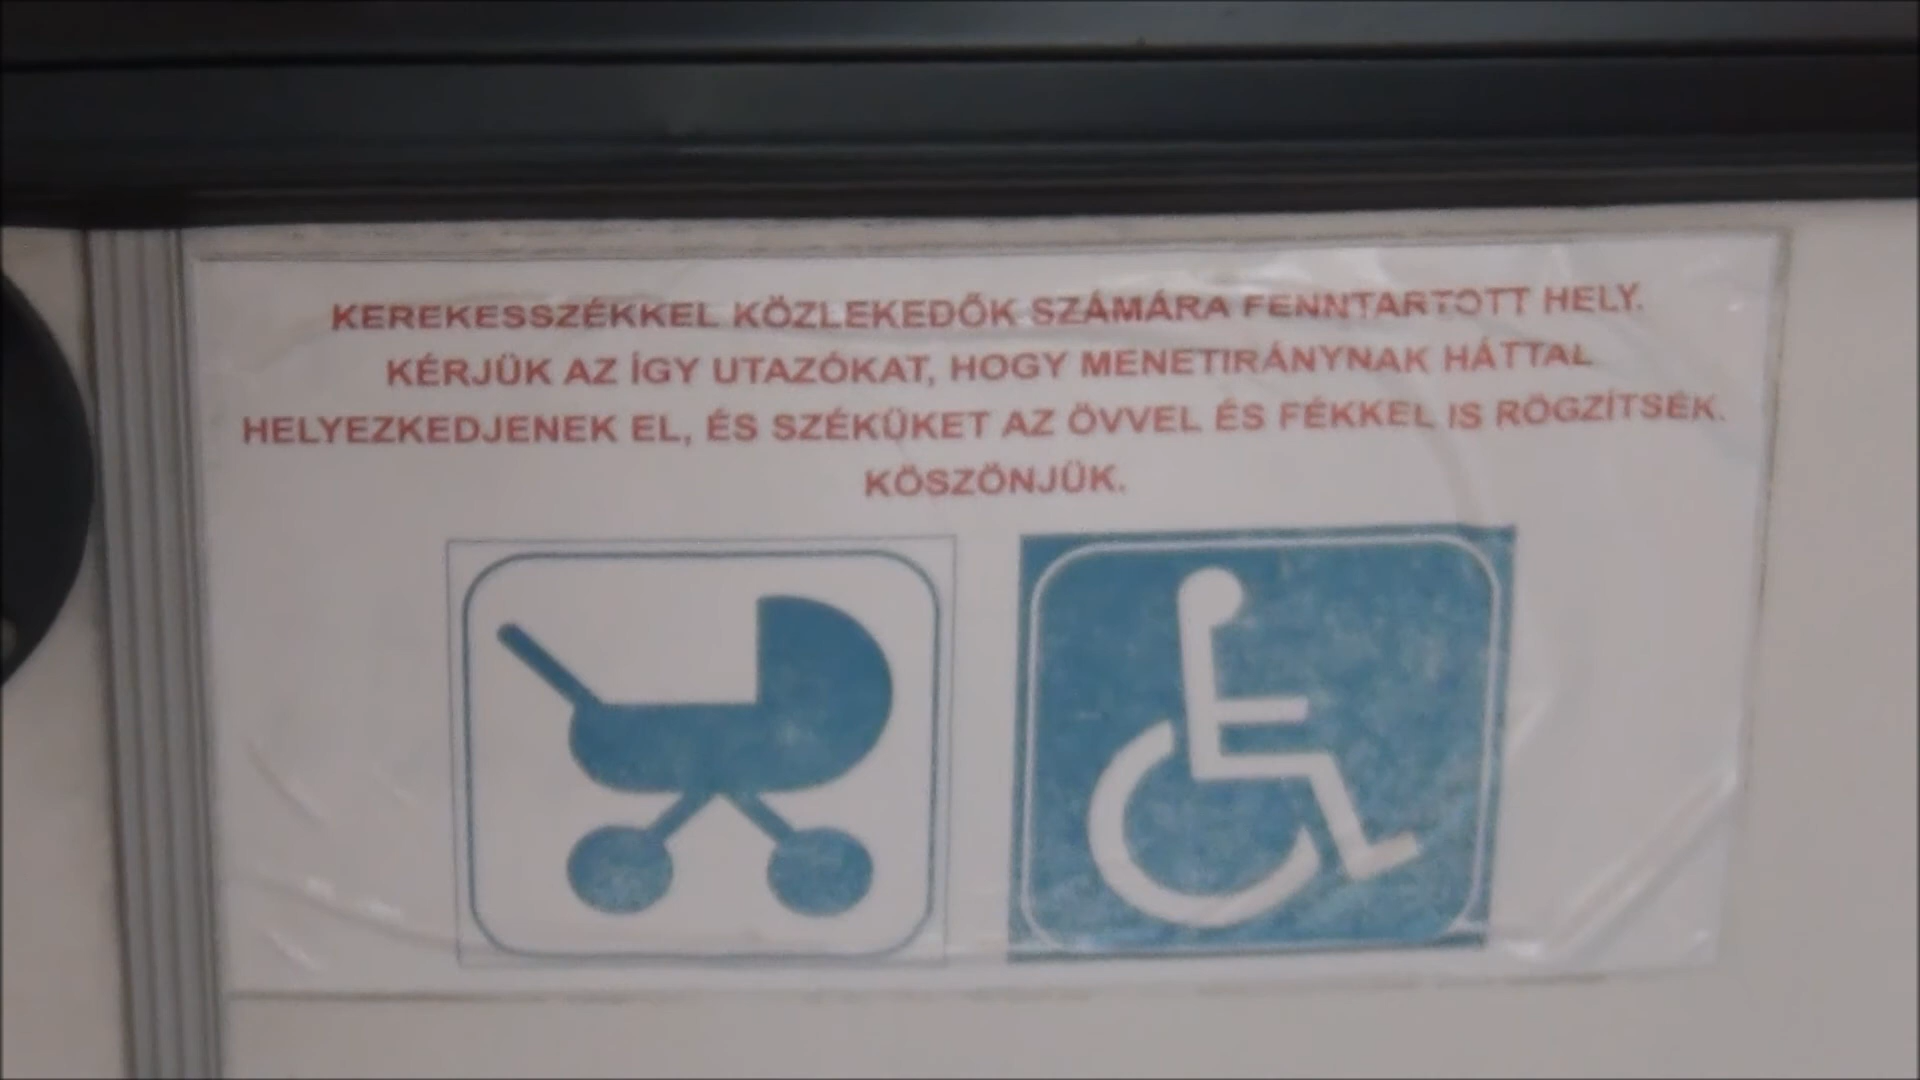 KEREKESSZÉKKEL KÖZLEKEDŐK SZÁMÁRA FENNTARTOTT HELY.
KÉRJÜK AZ ÍGY UTAZÓKAT, HOGY MENETIRÁNYNAK HÁTTAL
HELYEZKEDJENEK EL, ÉS SZÉKÜKET AZ ÖVVEL ÉS FÉKKEL IS RÖGZÍTSÉK.
KÖSZÖNJÜK.